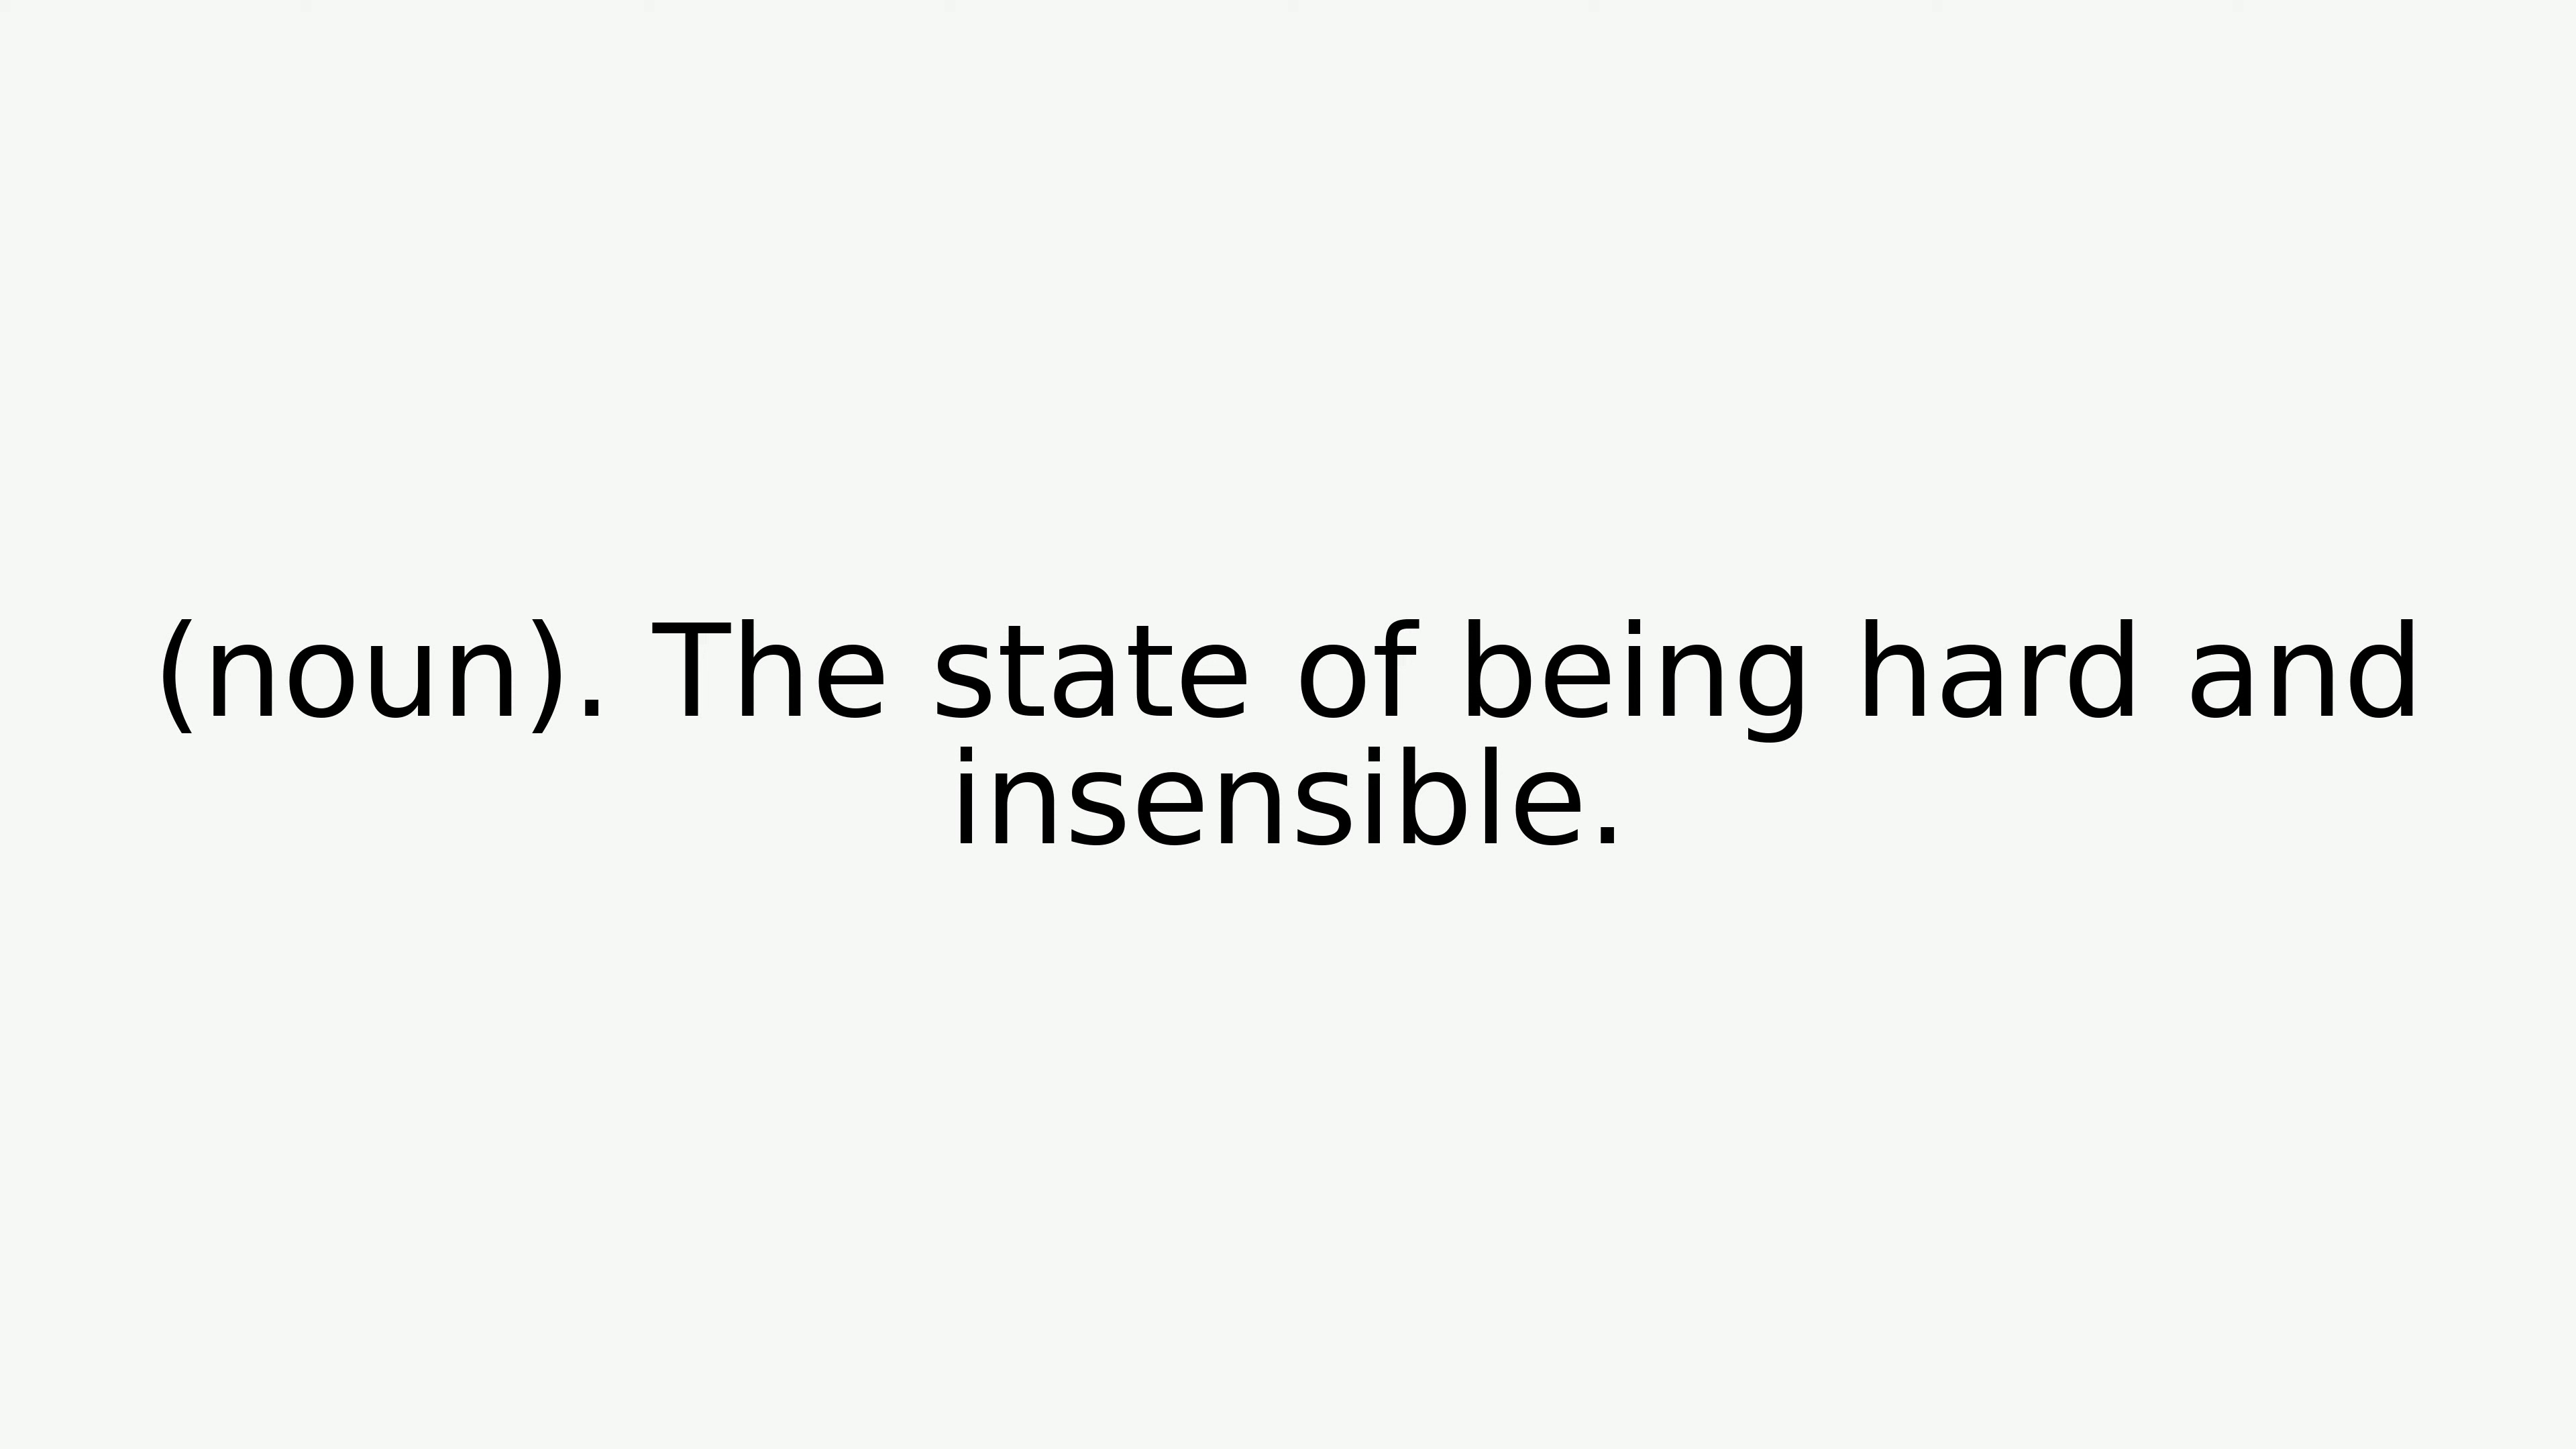 (noun). The state of being hard and
insensible.